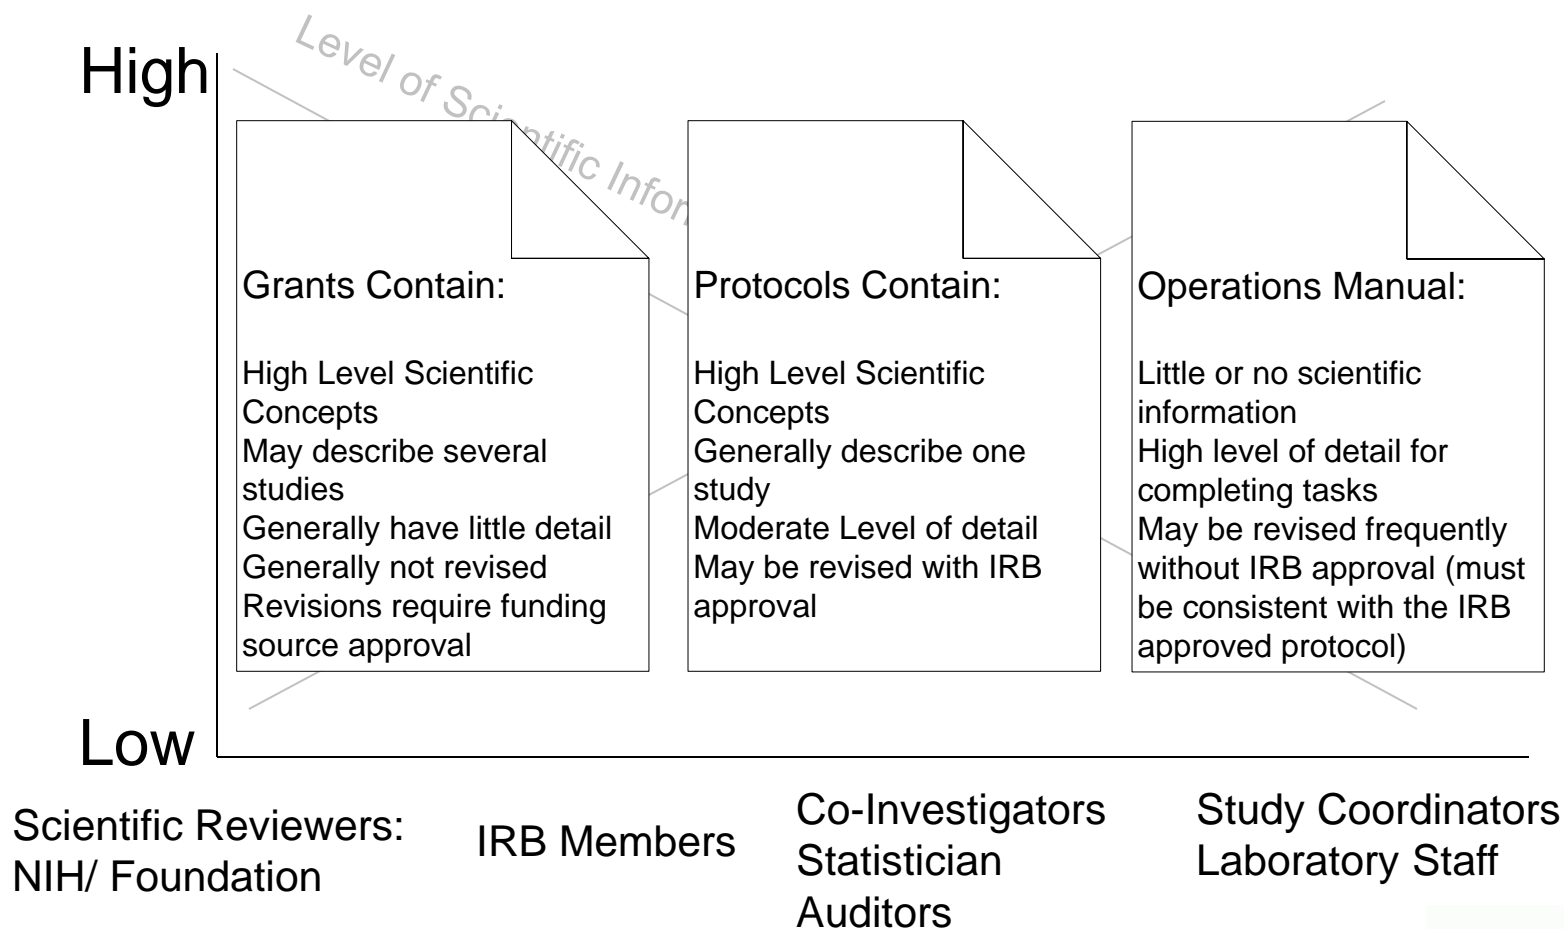 High
Level of Scientific
Grants Contain:
High Level Scientific
Concepts
May describe several
studies
Generally have little detail
Generally not revised
Revisions require funding
source approval
Protocols Contain:
High Level Scientific
Concepts
Generally describe one
study
Moderate Level of detail
May be revised with IRB
approval
Operations Manual:
Little or no scientific
information
High level of detail for
completing tasks
May be revised frequently
without IRB approval (must
be consistent with the IRB
approved protocol)
Low
Scientific Reviewers:
NIH/ Foundation
IRB Members
Co-Investigators
Statistician
Auditors
Study Coordinators
Laboratory Staff